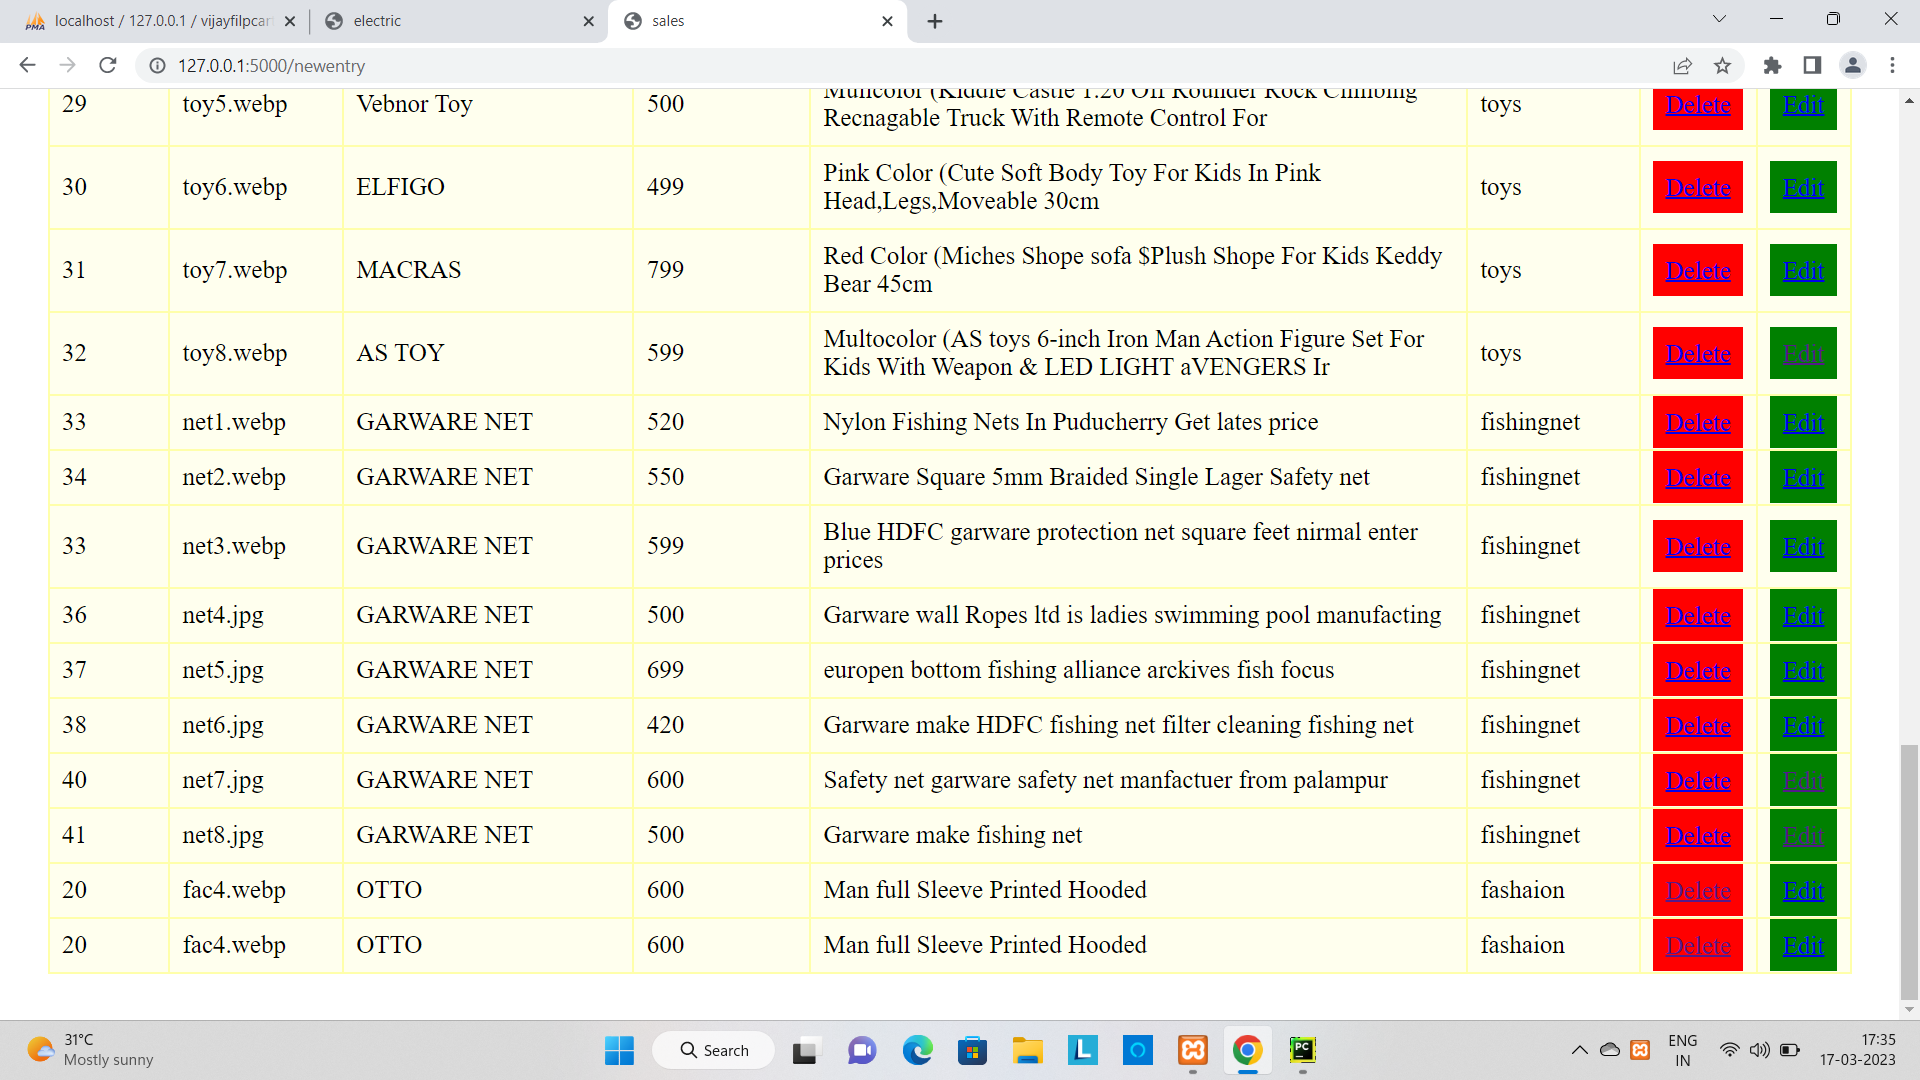 localhost / 127.0.0.1 / vijayfilpcar
electric
sales
127.0.0.1:5000/newentry
29 toy5.webp Vebnor Toy 500 Multicolor (Kiddie Castle 1:20 Off Rounder Rock Climbing
Recnagable Truck With Remote Control For toys Delete Edit
30 toy6.webp ELFIGO 499 Pink Color (Cute Soft Body Toy For Kids In Pink
Head,Legs,Moveable 30cm toys Delete Edit
31 toy7.webp MACRAS 799 Red Color (Miches Shope sofa $Plush Shope For Kids Keddy
Bear 45cm toys Delete Edit
32 toy8.webp AS TOY 599 Multocolor (AS toys 6-inch Iron Man Action Figure Set For
Kids With Weapon & LED LIGHT aVENGERS Ir toys Delete Edit
33 net1.webp GARWARE NET 520 Nylon Fishing Nets In Puducherry Get lates price fishingnet Delete Edit
34 net2.webp GARWARE NET 550 Garware Square 5mm Braided Single Lager Safety net fishingnet Delete Edit
33 net3.webp GARWARE NET 599 Blue HDFC garware protection net square feet nirmal enter
prices fishingnet Delete Edit
36 net4.jpg GARWARE NET 500 Garware wall Ropes ltd is ladies swimming pool manufacting fishingnet Delete Edit
37 net5.jpg GARWARE NET 699 europen bottom fishing alliance arckives fish focus fishingnet Delete Edit
38 net6.jpg GARWARE NET 420 Garware make HDFC fishing net filter cleaning fishing net fishingnet Delete Edit
40 net7.jpg GARWARE NET 600 Safety net garware safety net manfactuer from palampur fishingnet Delete Edit
41 net8.jpg GARWARE NET 500 Garware make fishing net fishingnet Delete Edit
20 fac4.webp OTTO 600 Man full Sleeve Printed Hooded fashaion Delete Edit
20 fac4.webp OTTO 600 Man full Sleeve Printed Hooded fashaion Delete Edit
31°C
Mostly sunny
Search
ENG
IN
17:35
17-03-2023